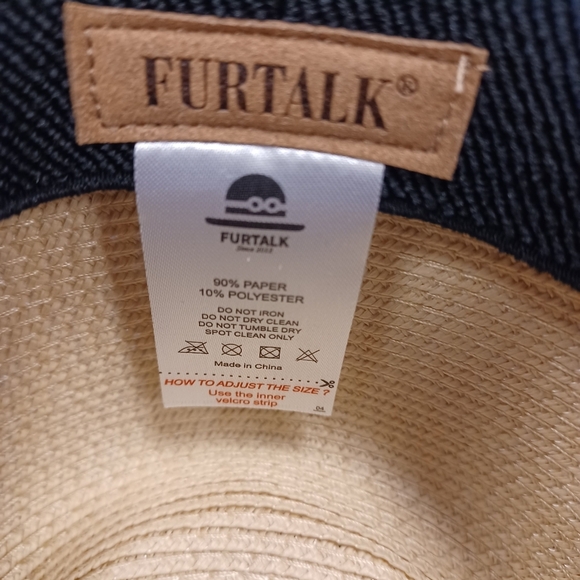 FURTALK®
FURTALK
Since 2013
90% PAPER
10% POLYESTER
DO NOT IRON
DO NOT DRY CLEAN
DO NOT TUMBLE DRY
SPOT CLEAN ONLY
Made in China
HOW TO ADJUST THE SIZE ?
Use the inner
velcro strip
04